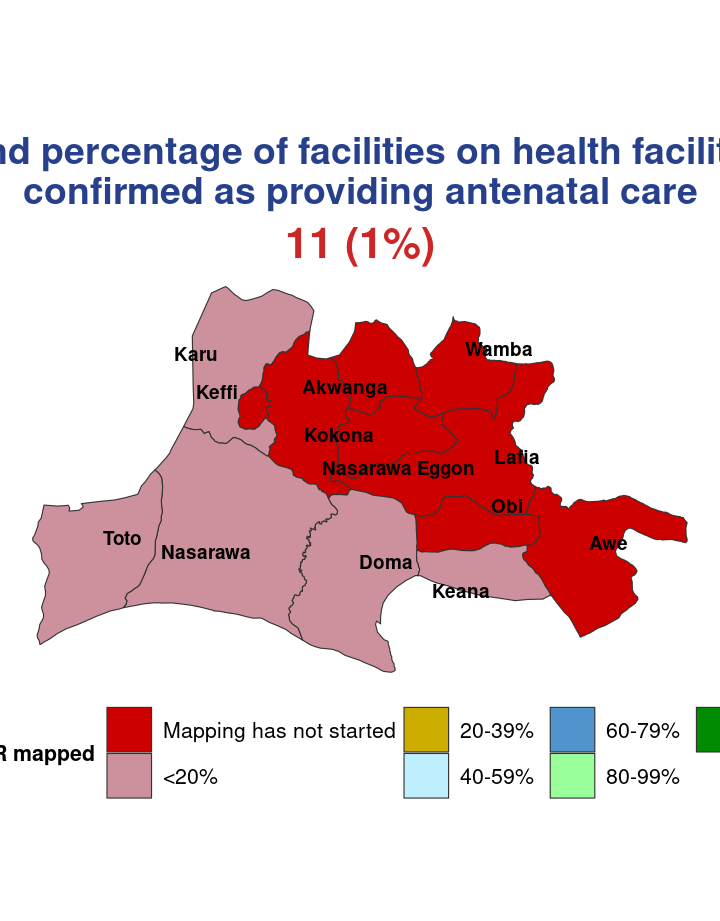 percentage of facilities on health
confirmed as providing antenatal care
11 (1%)
Karu
Wamba
Keffi
Akwanga
Kokona
Nasarawa Eggon
Lafia
Obi
Toto
Nasarawa
Doma
Awe
Keana
mapped
Mapping has not started
20-39%
60-79%
<20%
40-59%
80-99%